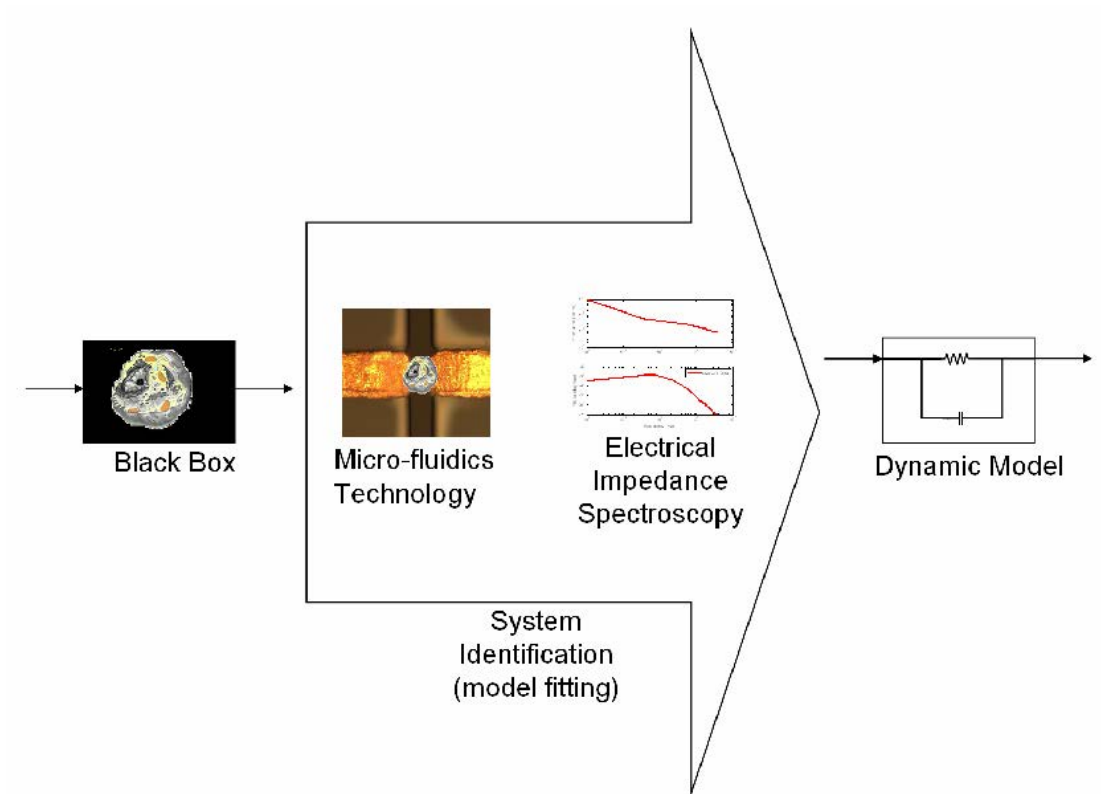 Black Box
Micro-fluidics
Technology
Electrical
Impedance
Spectroscopy
Dynamic Model
System
Identification
(model fitting)